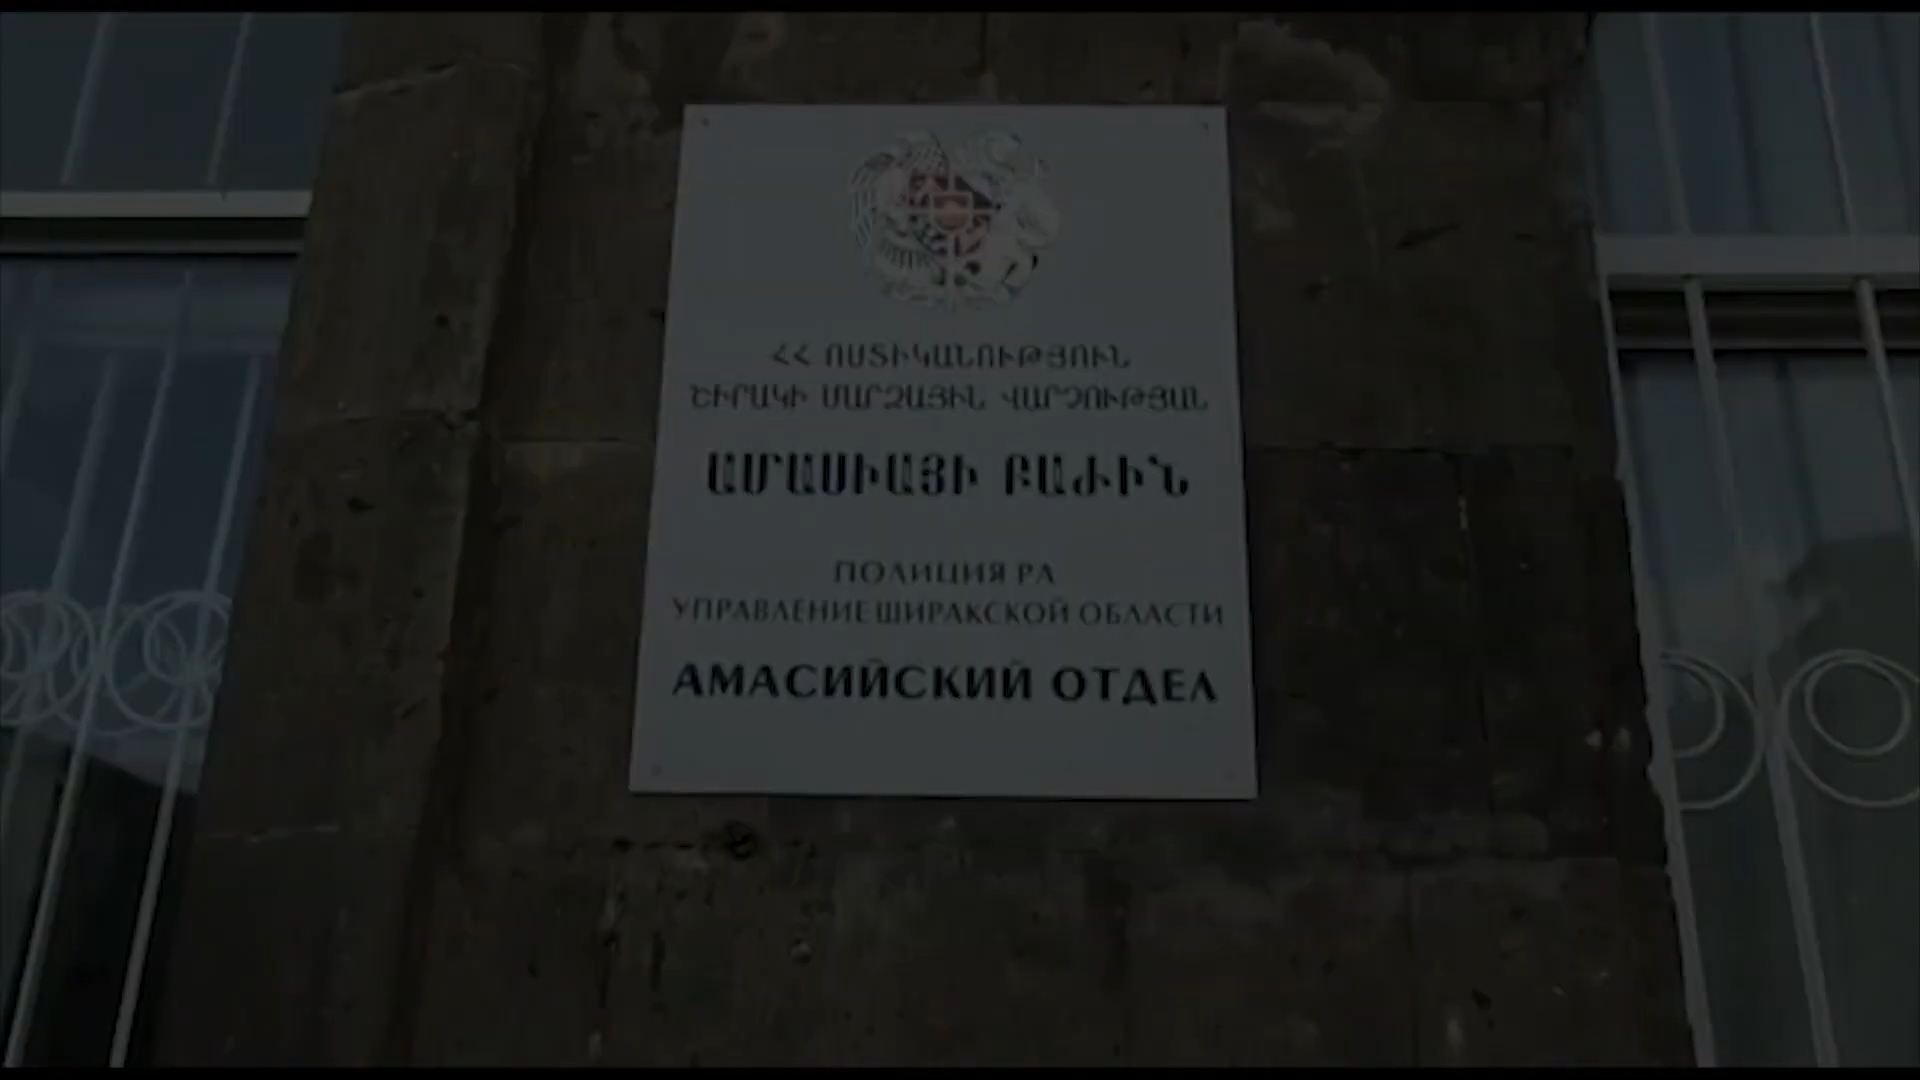 ՀՀ ՈՍՏԻԿԱՆՈՒԹՅՈՒՆ
ՇԻՐԱԿԻ ՄԱՐԶԱՅԻՆ ՎԱՐՉՈՒԹՅԱՆ
ԱՄԱՍԻԱՅԻ ԲԱԺԻՆ
ПОЛИЦИЯ РА
УПРАВЛЕНИЕ ШИРАКСКОЙ ОБЛАСТИ
АМАСИЙСКИЙ ОТДЕЛ